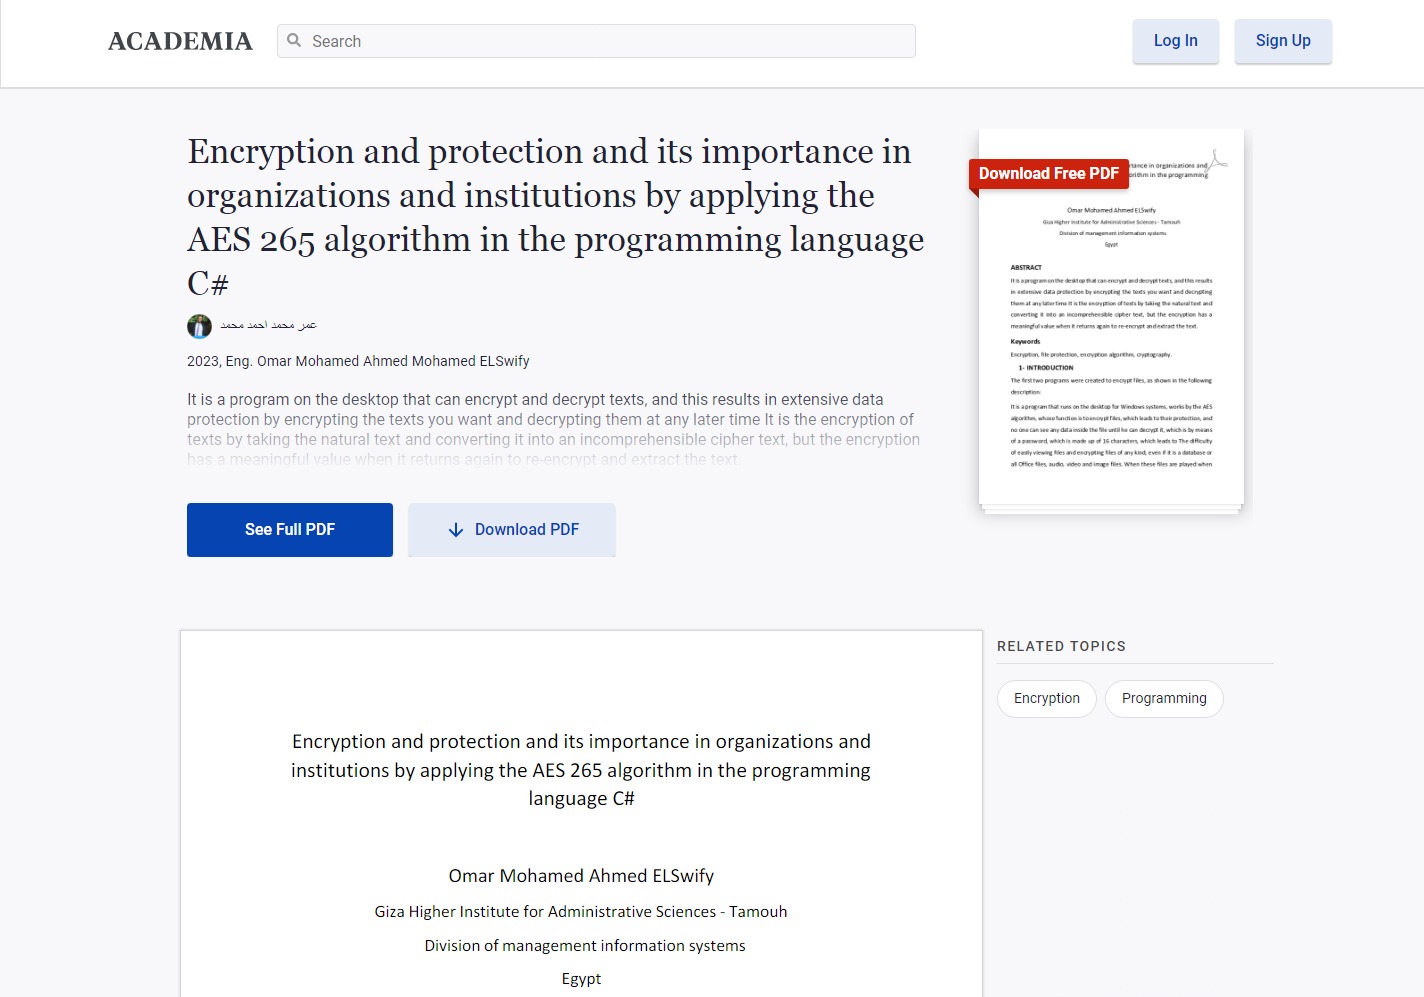 ACADEMIA
Search
Log In
Sign Up
Encryption and protection and its importance in
organizations and institutions by applying the
AES 265 algorithm in the programming language
C#
عمر محمد احمد محمد
2023, Eng. Omar Mohamed Ahmed Mohamed ELSwify
It is a program on the desktop that can encrypt and decrypt texts, and this results in extensive data
protection by encrypting the texts you want and decrypting them at any later time It is the encryption of
texts by taking the natural text and converting it into an incomprehensible cipher text, but the encryption
has a meaningful value when it returns again to re-encrypt and extract the text.
See Full PDF
Download PDF
Download Free PDF
rtance in organizations and
orithm in the programming
Omar Mohamed Ahmed ELSwify
Giza Higher Institute for Administrative Sciences - Tamouh
Division of management information systems
Egypt
ABSTRACT
It is a program on the desktop that can encrypt and decrypt texts, and this results
in extensive data protection by encrypting the texts you want and decrypting
them at any later time It is the encryption of texts by taking the natural text and
converting it into an incomprehensible cipher text, but the encryption has a
meaningful value when it returns again to re-encrypt and extract the text.
Keywords
Encryption, file protection, encryption algorithm, cryptography.
1- INTRODUCTION
The first two programs were created to encrypt files, as shown in the following
description:
It is a program that runs on the desktop for Windows systems, works by the AES
algorithm, whose function is to encrypt files, which leads to their protection, and
no one can see any data inside the file until he can decrypt it, which is by means
of a password, which is made up of 16 characters, which leads to The difficulty
of easily viewing files and encrypting files of any kind, even if it is a database or
all Office files, audio, video and image files. When these files are played when
Encryption and protection and its importance in organizations and
institutions by applying the AES 265 algorithm in the programming
language C#
Omar Mohamed Ahmed ELSwify
Giza Higher Institute for Administrative Sciences - Tamouh
Division of management information systems
Egypt
RELATED TOPICS
Encryption
Programming